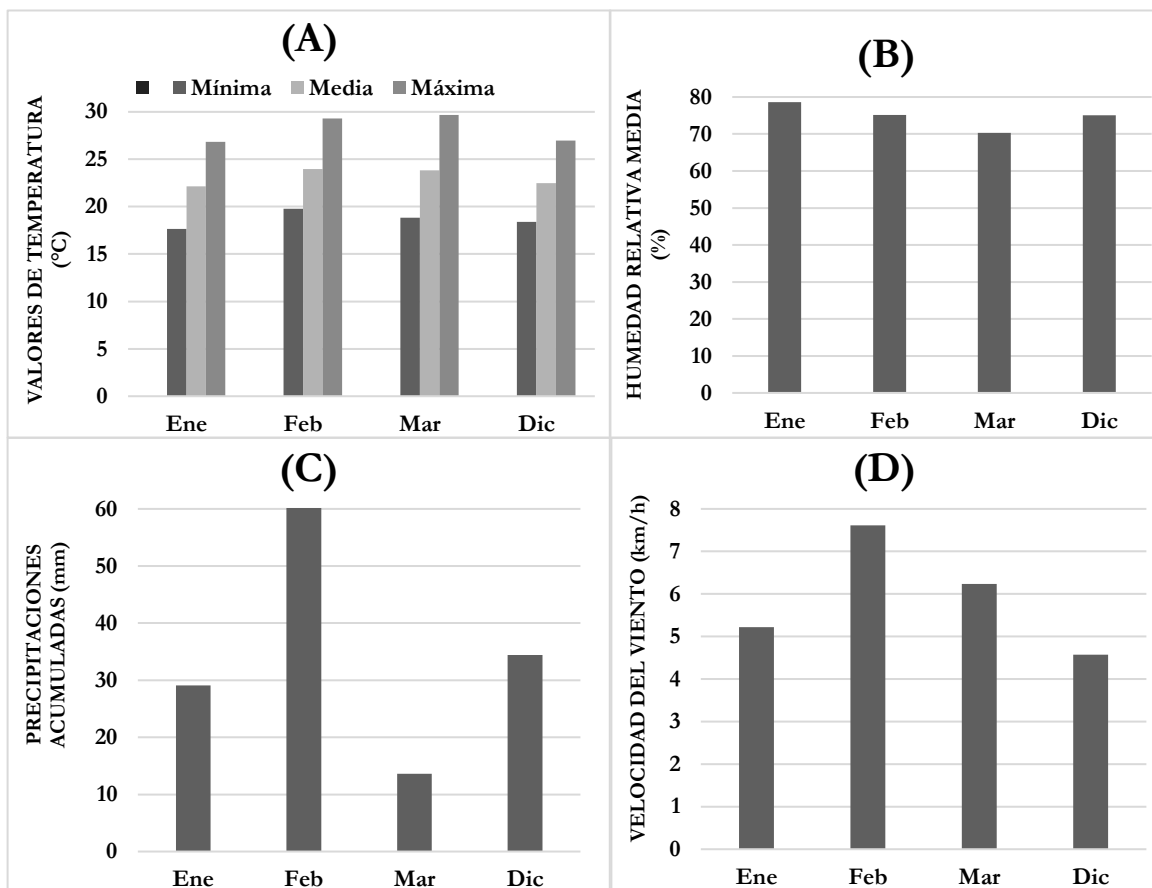 (A)
Mínima Media Máxima
VALORES DE TEMPERATURA
(°C)
30
25
20
15
10
5
0
Ene Feb Mar Dic
(B)
HUMEDAD RELATIVA MEDIA
(%)
80
70
60
50
40
30
20
10
0
Ene Feb Mar Dic
(C)
PRECIPITACIONES
ACUMULADAS (mm)
60
50
40
30
20
10
0
Ene Feb Mar Dic
(D)
VELOCIDAD DEL VIENTO (km/h)
8
7
6
5
4
3
2
1
0
Ene Feb Mar Dic